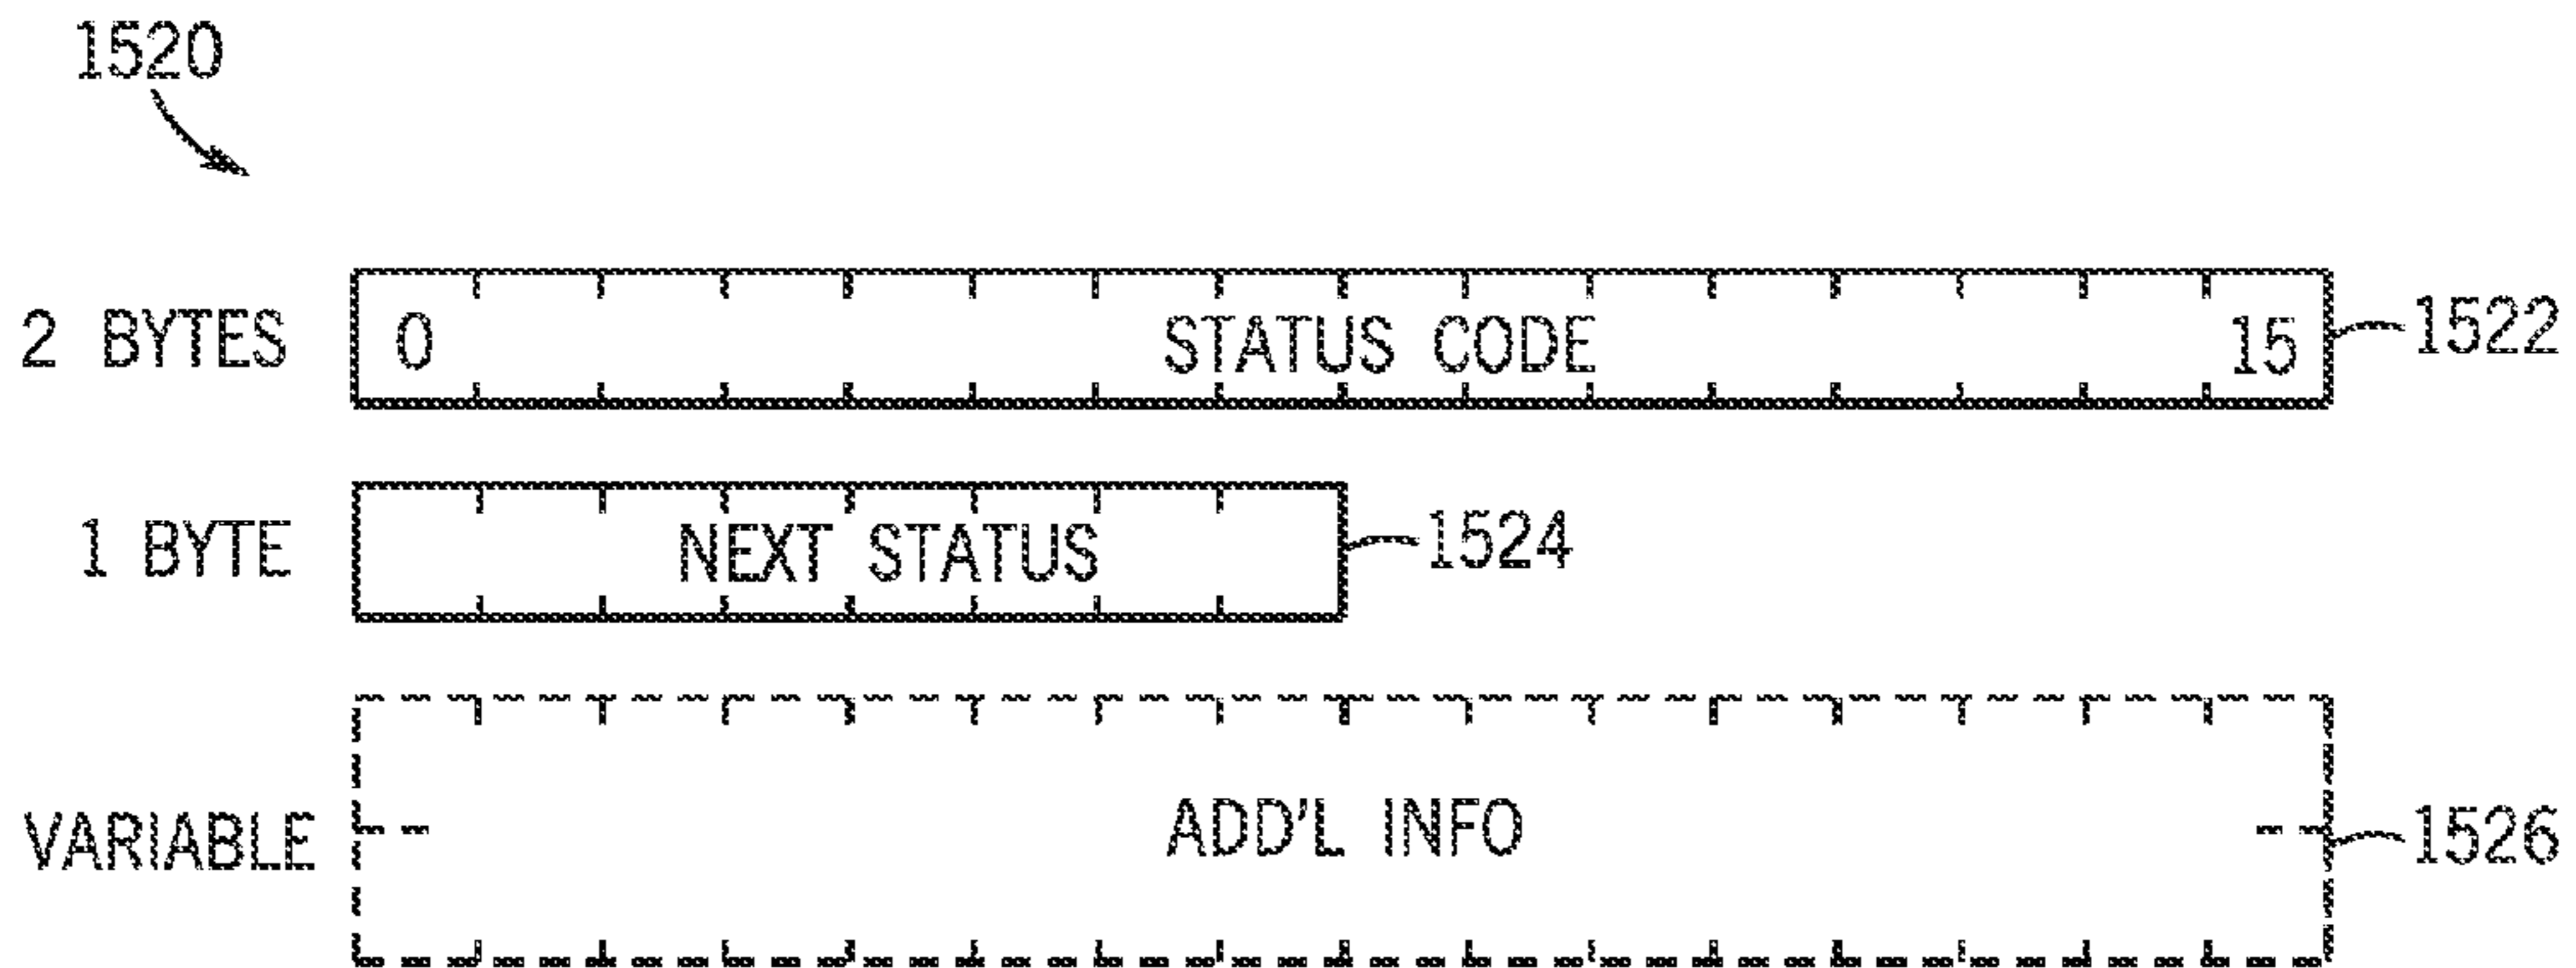 1520
2 BYTES 0 STATUS CODE 15 1522
1 BYTE NEXT STATUS 1524
VARIABLE ADD'L INFO 1526